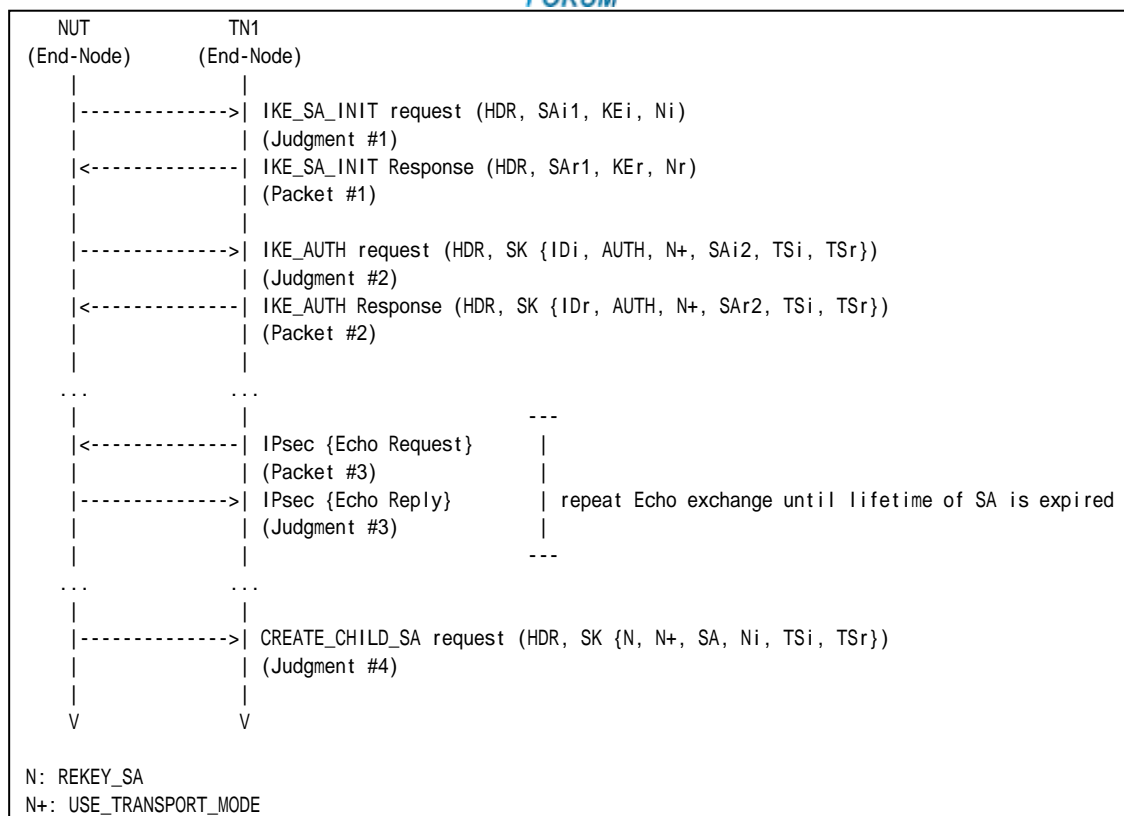 FORUM
NUT TN1
(End-Node) (End-Node)
IKE_SA_INIT request (HDR, SAi1, KEi, Ni)
(Judgment #1)
IKE_SA_INIT Response (HDR, SAr1, KEr, Nr)
(Packet #1)
IKE_AUTH request (HDR, SK {IDi, AUTH, N+, SAi2, TSi, TSr})
(Judgment #2)
IKE_AUTH Response (HDR, SK {IDr, AUTH, N+, SAr2, TSi, TSr})
(Packet #2)
... ...
---
IPsec {Echo Request}
(Packet #3)
IPsec {Echo Reply} | repeat Echo exchange until lifetime of SA is expired
(Judgment #3)
---
... ...
CREATE_CHILD_SA request (HDR, SK {N, N+, SA, Ni, TSi, TSr})
(Judgment #4)
V V
N: REKEY_SA
N+: USE_TRANSPORT_MODE